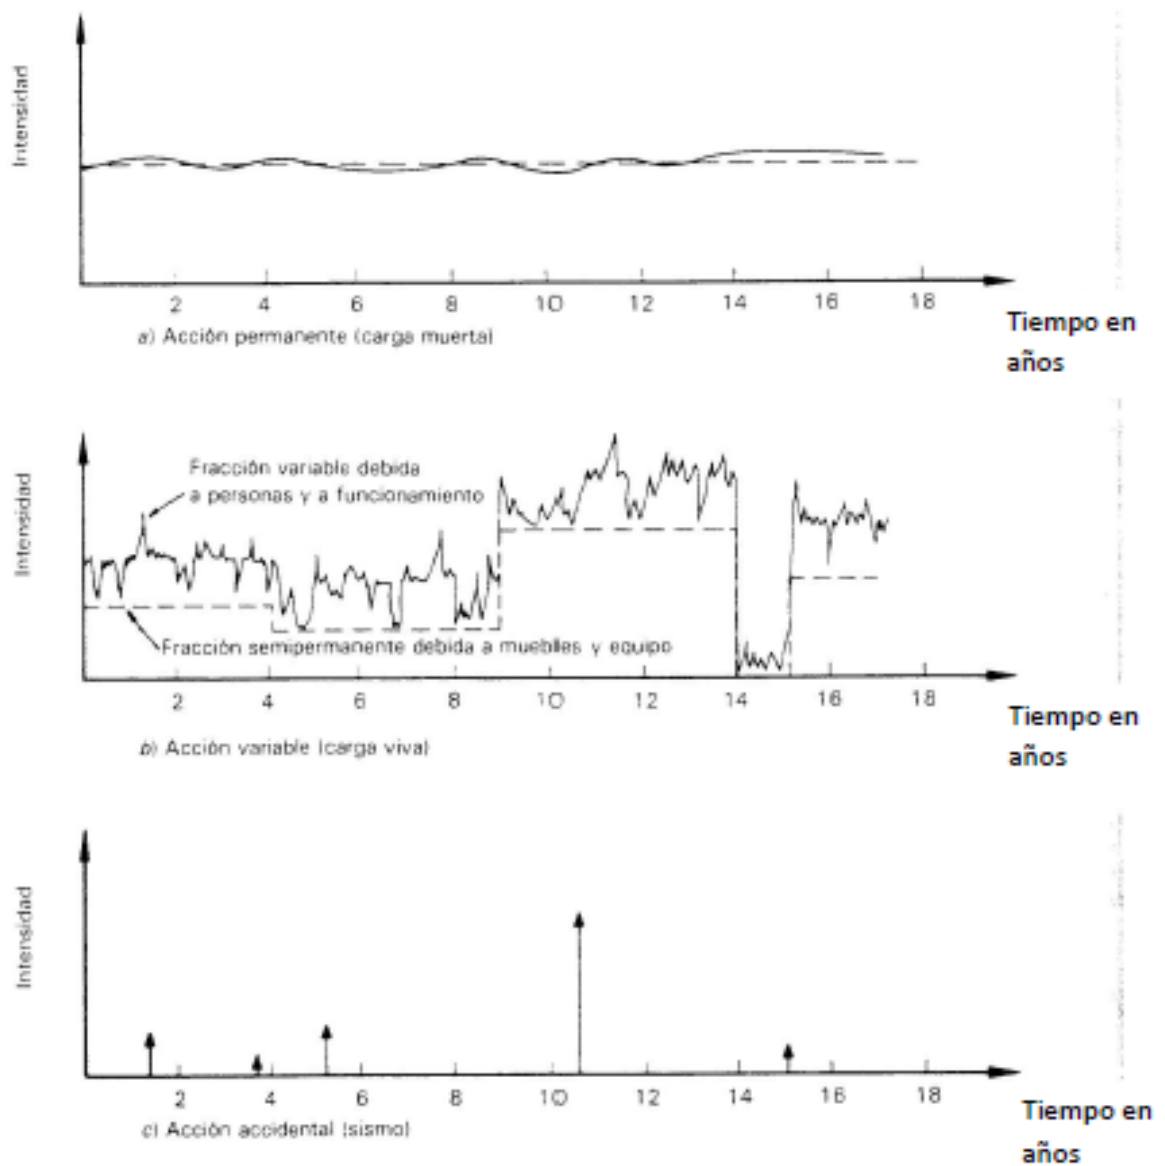 Intensidad
2 4 6 8 10 12 14 16 18
a) Acción permanente (carga muerta)
Tiempo en
años
Intensidad
Fracción variable debida
a personas y a funcionamiento
Fracción semipermanente debida a muebles y equipo
2 4 6 8 10 12 14 16 18
b) Acción variable (carga viva)
Tiempo en
años
Intensidad
2 4 6 8 10 12 14 16 18
c) Acción accidental (sismo)
Tiempo en
años